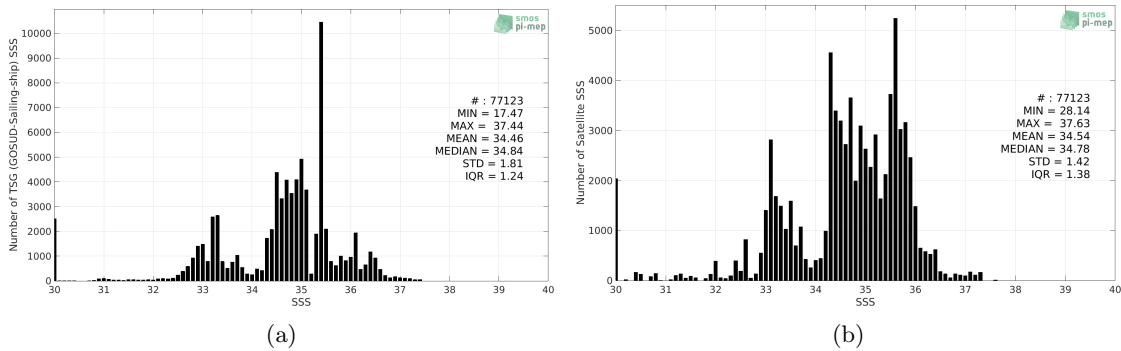 smos
pi-mep
Number of TSG (GOSUD-Sailing-ship) SSS
10000
9000
8000
7000
6000
5000
4000
3000
2000
1000
0
# : 77123
MIN = 17.47
MAX = 37.44
MEAN = 34.46
MEDIAN = 34.84
STD = 1.81
IQR = 1.24
30 31 32 33 34 35 36 37 38 39 40
SSS
(a)
smos
pi-mep
Number of Satellite SSS
5000
4000
3000
2000
1000
0
# : 77123
MIN = 28.14
MAX = 37.63
MEAN = 34.54
MEDIAN = 34.78
STD = 1.42
IQR = 1.38
30 31 32 33 34 35 36 37 38 39 40
SSS
(b)